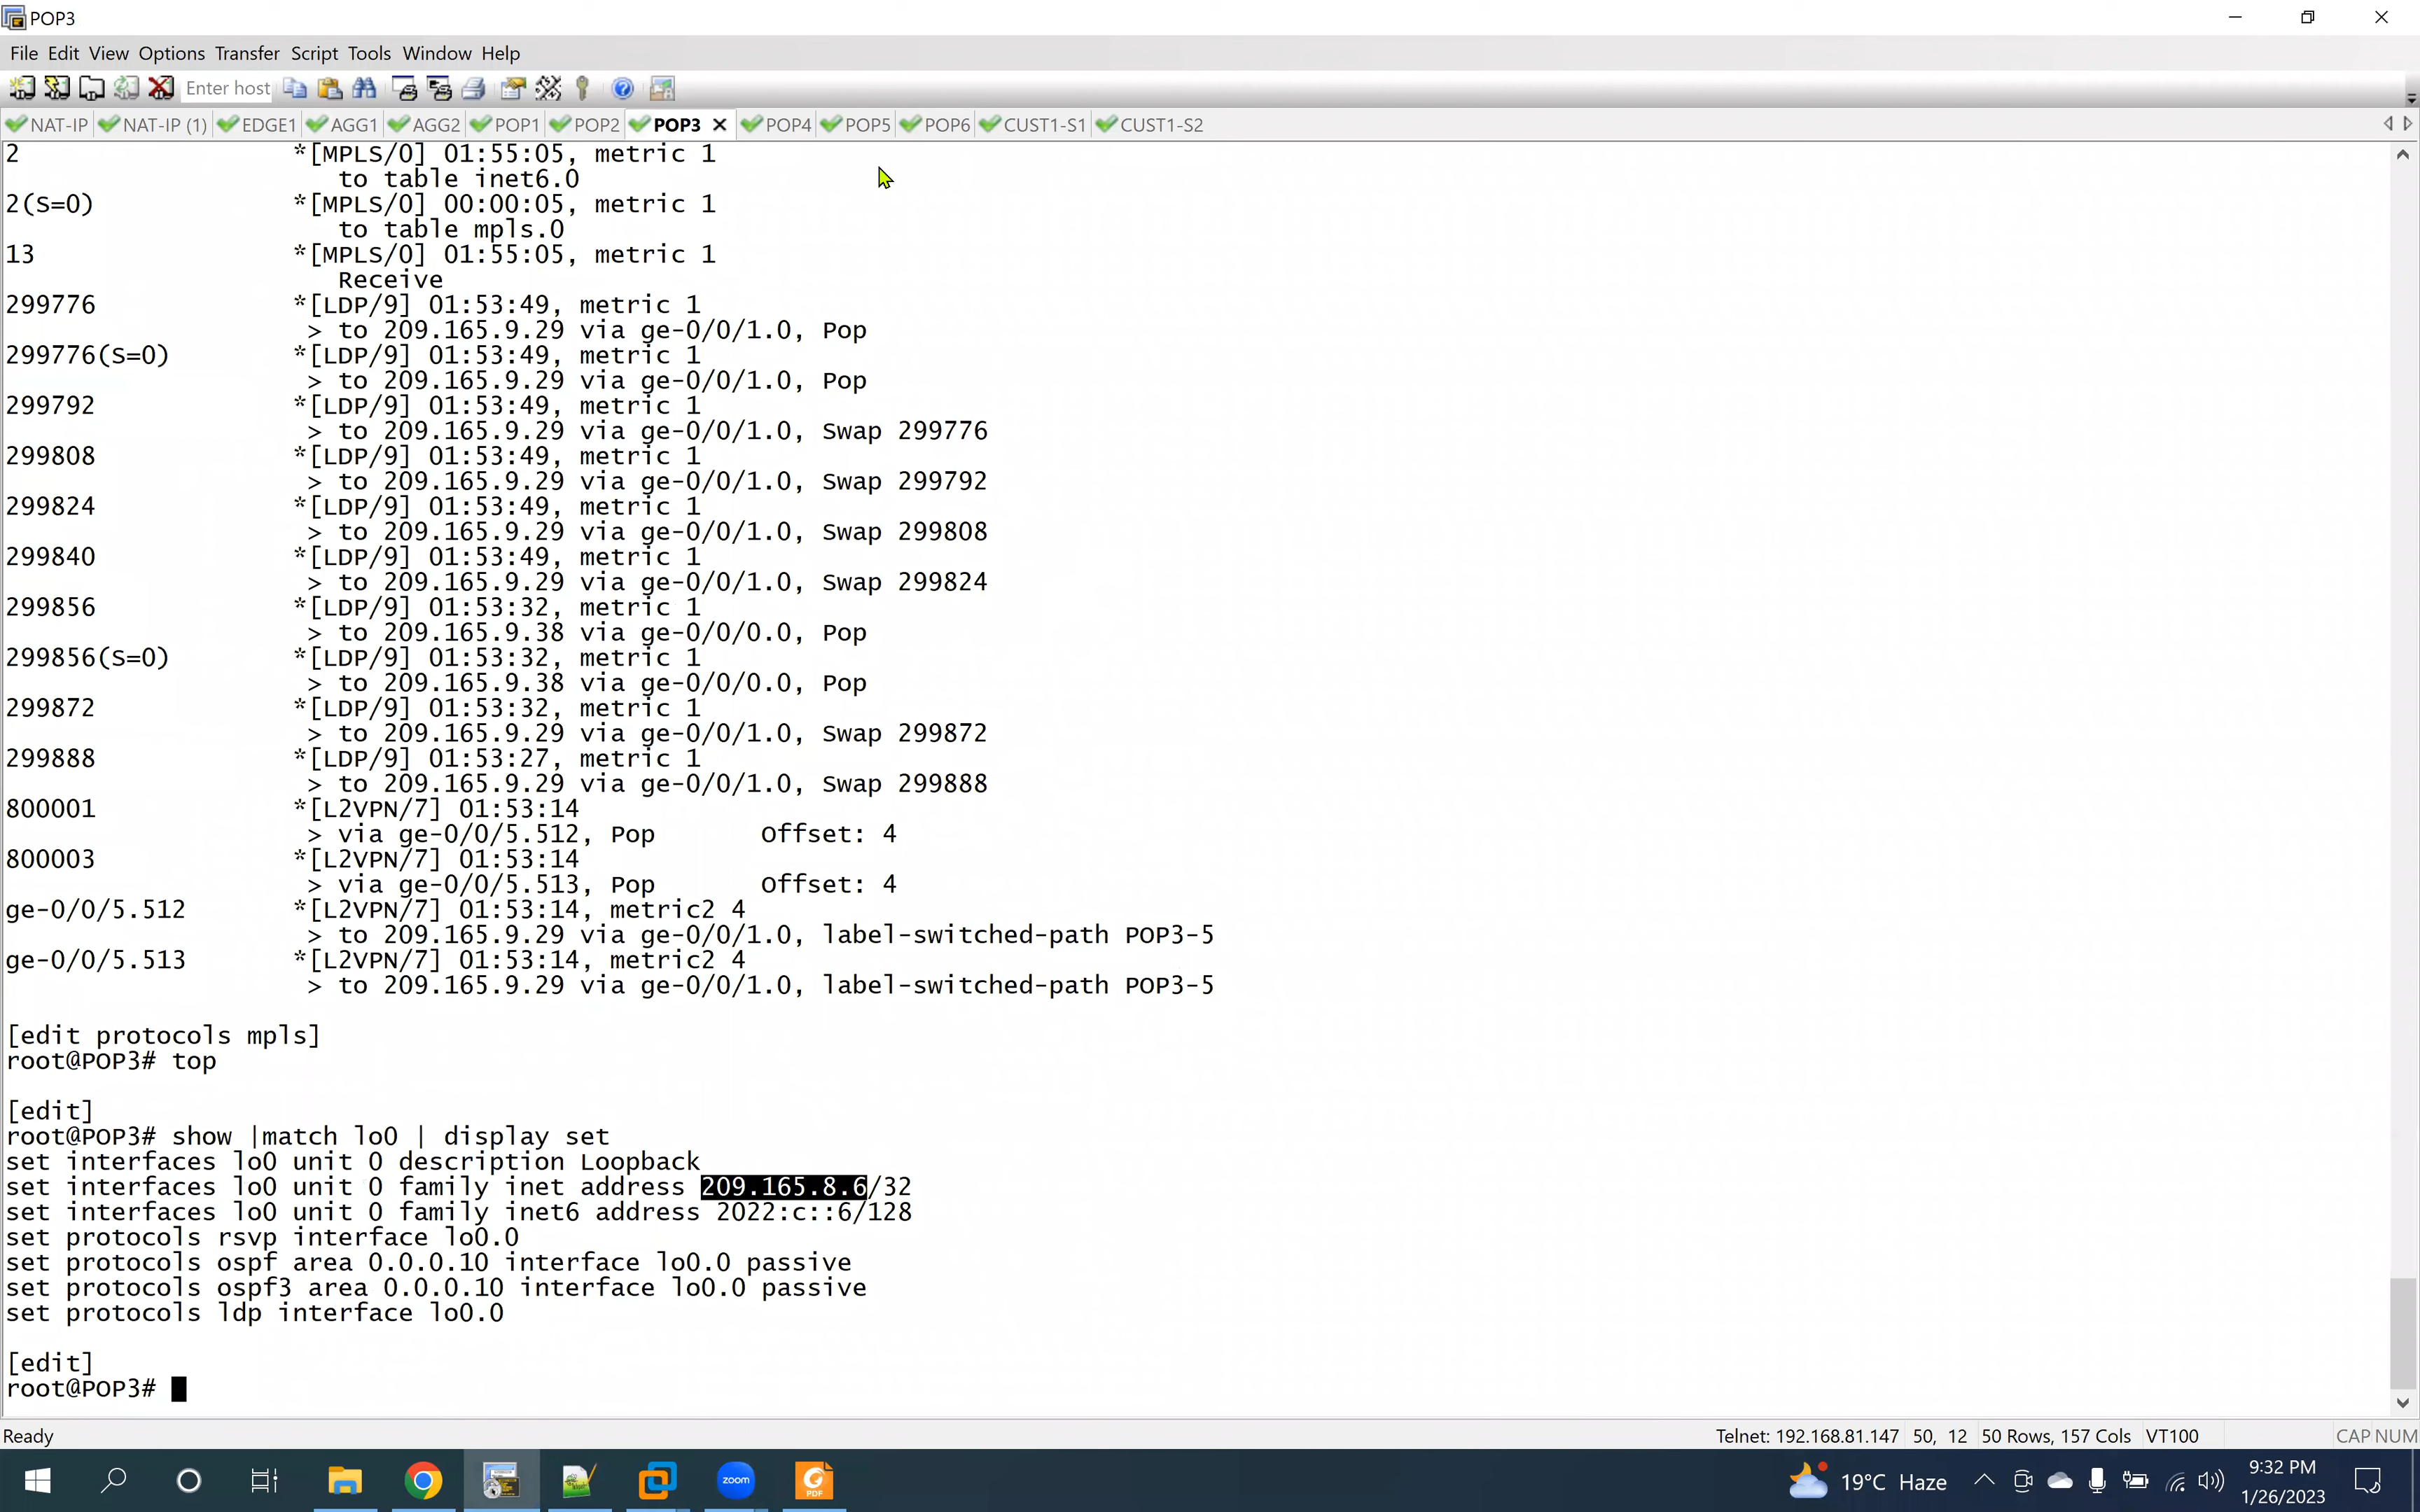 POP3
File Edit View Options Transfer Script Tools Window Help
Enter host
NAT-IP NAT-IP (1) EDGE1 AGG1 AGG2 POP1 POP2 POP3 POP4 POP5 POP6 CUST1-S1 CUST1-S2
2 *[MPLS/0] 01:55:05, metric 1
to table inet6.0
2(S=0) *[MPLS/0] 00:00:05, metric 1
to table mpls.0
13 *[MPLS/0] 01:55:05, metric 1
Receive
299776 *[LDP/9] 01:53:49, metric 1
> to 209.165.9.29 via ge-0/0/1.0, Pop
299776(S=0) *[LDP/9] 01:53:49, metric 1
> to 209.165.9.29 via ge-0/0/1.0, Pop
299792 *[LDP/9] 01:53:49, metric 1
> to 209.165.9.29 via ge-0/0/1.0, Swap 299776
299808 *[LDP/9] 01:53:49, metric 1
> to 209.165.9.29 via ge-0/0/1.0, Swap 299792
299824 *[LDP/9] 01:53:49, metric 1
> to 209.165.9.29 via ge-0/0/1.0, Swap 299808
299840 *[LDP/9] 01:53:49, metric 1
> to 209.165.9.29 via ge-0/0/1.0, Swap 299824
299856 *[LDP/9] 01:53:32, metric 1
> to 209.165.9.38 via ge-0/0/0.0, Pop
299856(S=0) *[LDP/9] 01:53:32, metric 1
> to 209.165.9.38 via ge-0/0/0.0, Pop
299872 *[LDP/9] 01:53:32, metric 1
> to 209.165.9.29 via ge-0/0/1.0, Swap 299872
299888 *[LDP/9] 01:53:27, metric 1
> to 209.165.9.29 via ge-0/0/1.0, Swap 299888
800001 *[L2VPN/7] 01:53:14
> via ge-0/0/5.512, Pop Offset: 4
800003 *[L2VPN/7] 01:53:14
> via ge-0/0/5.513, Pop Offset: 4
ge-0/0/5.512 *[L2VPN/7] 01:53:14, metric2 4
> to 209.165.9.29 via ge-0/0/1.0, label-switched-path POP3-5
ge-0/0/5.513 *[L2VPN/7] 01:53:14, metric2 4
> to 209.165.9.29 via ge-0/0/1.0, label-switched-path POP3-5
[edit protocols mpls]
root@POP3# top
[edit]
root@POP3# show |match lo0 | display set
set interfaces lo0 unit 0 description Loopback
set interfaces lo0 unit 0 family inet address 209.165.8.6/32
set interfaces lo0 unit 0 family inet6 address 2022:c::6/128
set protocols rsvp interface lo0.0
set protocols ospf area 0.0.0.10 interface lo0.0 passive
set protocols ospf3 area 0.0.0.10 interface lo0.0 passive
set protocols ldp interface lo0.0
[edit]
root@POP3#
Ready Telnet: 192.168.81.147 50, 12 50 Rows, 157 Cols VT100 CAP NUM
zoom PDF 19°C Haze 9:32 PM
1/26/2023